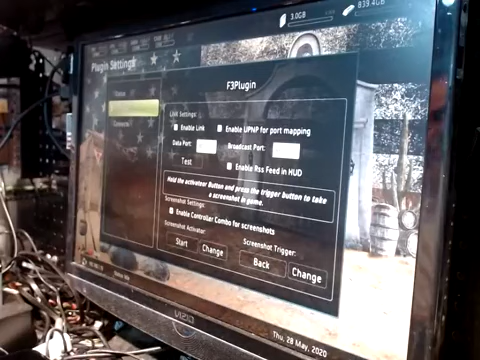 3.0GB
839.4GB
Plugin Settings
F3Plugin
LINK Settings:
Enable Link
Enable UPNP for port mapping
Data Port:
Broadcast Port:
Test
Enable Rss Feed in HUD
Hold the activator Button and press the trigger button to take
a screenshot in game.
Screenshot Settings:
Enable Controller Combo for screenshots
Screenshot Activator:
Screenshot Trigger:
Start
Change
Back
Change
VIZIO
Thu, 28 May, 2020